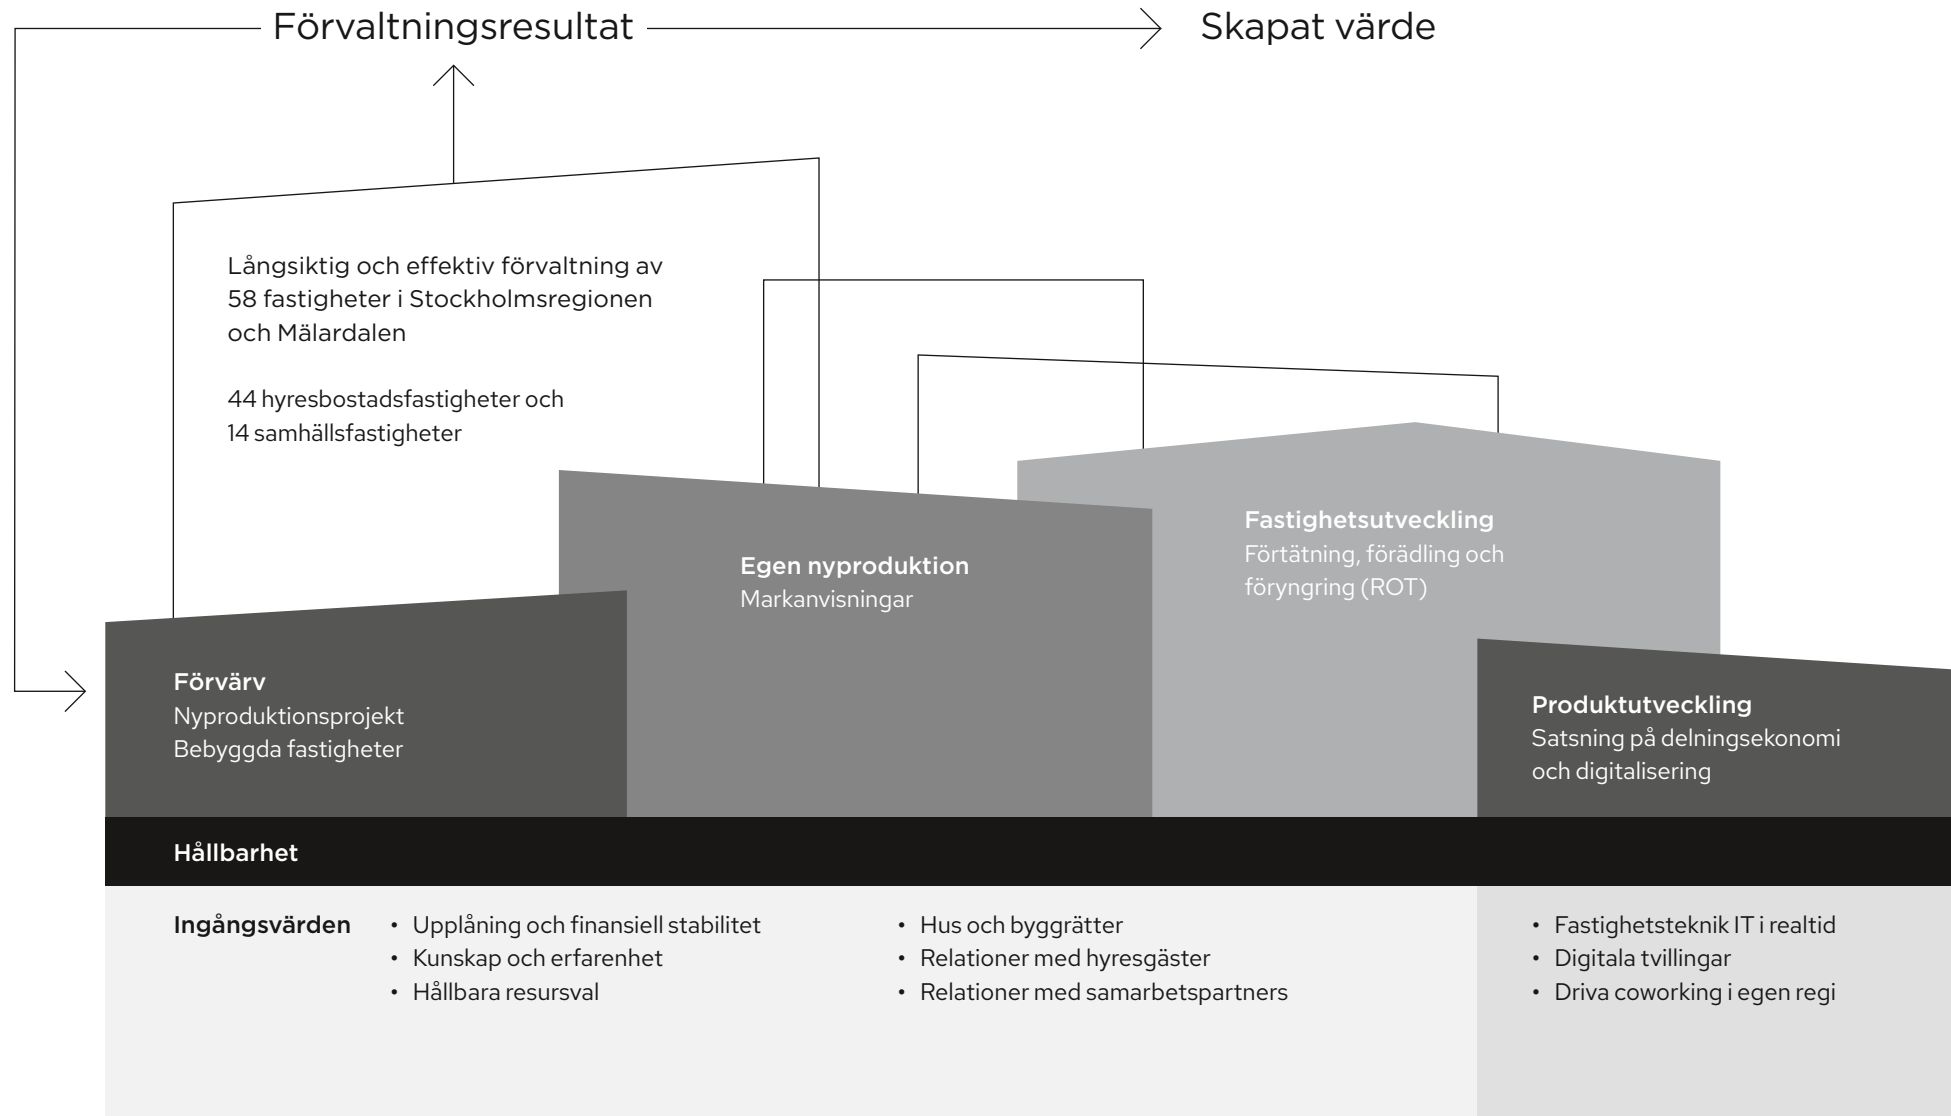 Förvaltningsresultat
Skapat värde
Långsiktig och effektiv förvaltning av
58 fastigheter i Stockholmsregionen
och Mälardalen
44 hyresbostadsfastigheter och
14 samhällsfastigheter
Egen nyproduktion
Markanvisningar
Fastighetsutveckling
Förtätning, förädling och
föryngring (ROT)
Förvärv
Nyproduktionsprojekt
Bebyggda fastigheter
Produktutveckling
Satsning på delningsekonomi
och digitalisering
Hållbarhet
Ingångsvärden
• Upplåning och finansiell stabilitet
• Kunskap och erfarenhet
• Hållbara resursval
• Hus och byggrätter
• Relationer med hyresgäster
• Relationer med samarbetspartners
• Fastighetsteknik IT i realtid
• Digitala tvillingar
• Driva coworking i egen regi